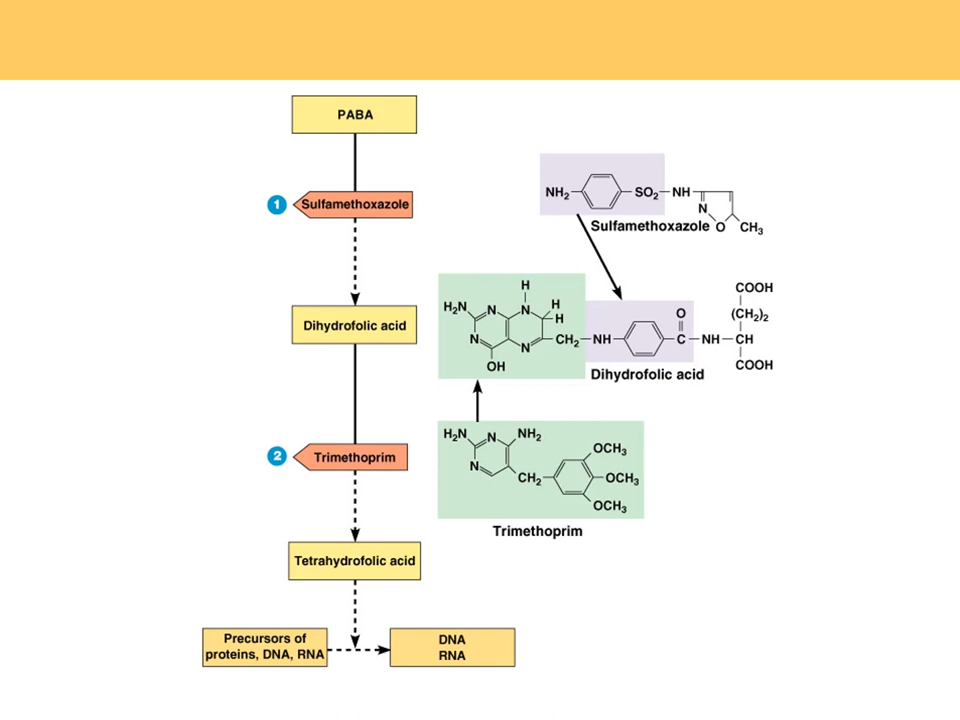 PABA
1
Sulfamethoxazole
Dihydrofolic acid
2
Trimethoprim
Tetrahydrofolic acid
Precursors of
proteins, DNA, RNA
DNA
RNA
NH₂
SO₂
NH
N
O
CH₃
Sulfamethoxazole
H
H₂N
N
N
H
H
N
N
OH
CH₂
NH
O
C
NH
CH
COOH
(CH₂)₂
COOH
Dihydrofolic acid
H₂N
N
NH₂
N
CH₂
OCH₃
OCH₃
OCH₃
Trimethoprim